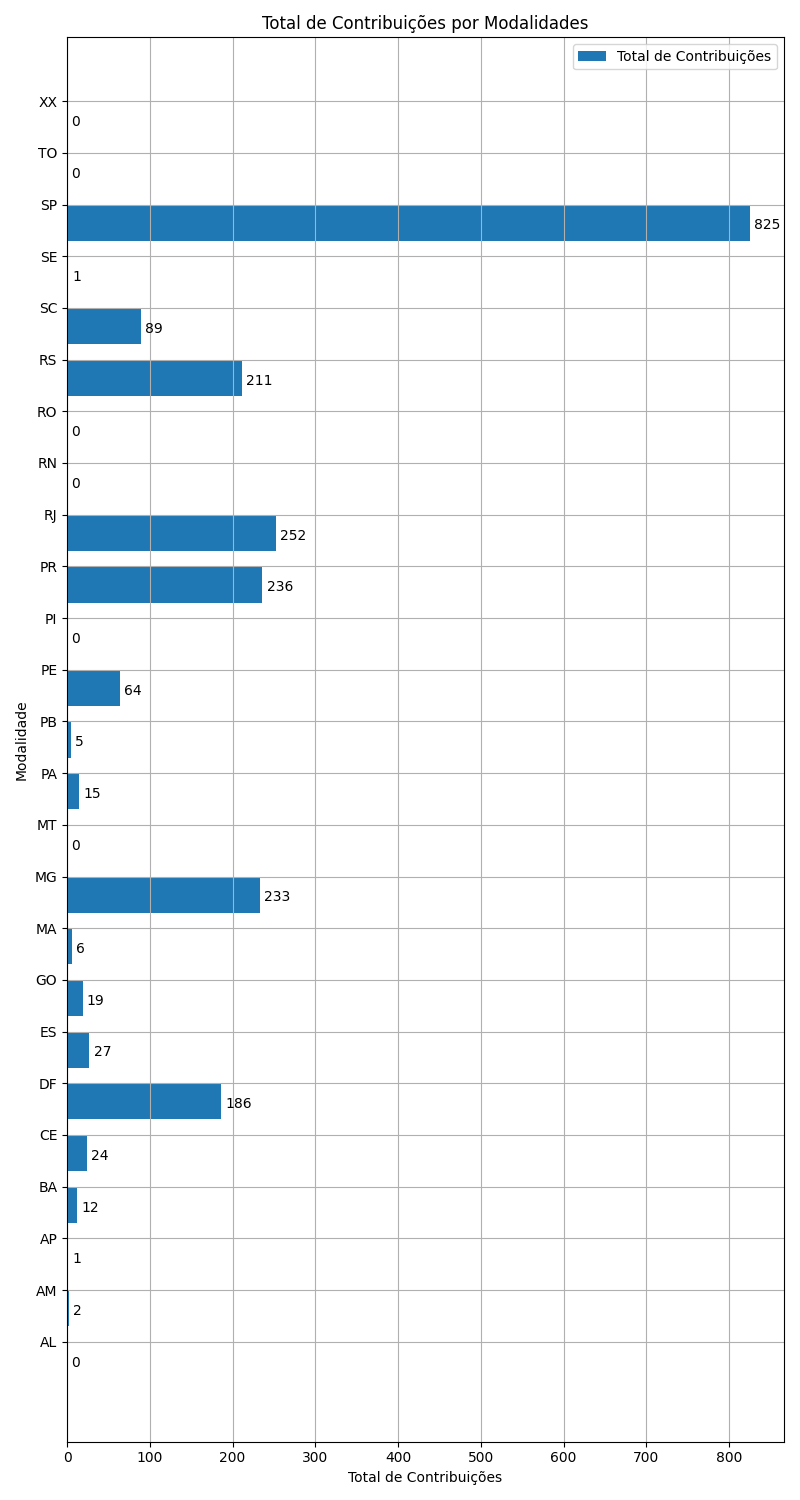 Total de Contribuições por Modalidades
Total de Contribuições
XX
0
TO
0
SP
825
SE
1
SC
89
RS
211
RO
0
RN
0
RJ
252
PR
236
PI
0
PE
64
PB
5
PA
15
MT
0
MG
233
MA
6
GO
19
ES
27
DF
186
CE
24
BA
12
AP
1
AM
2
AL
0
Modalidade
0 100 200 300 400 500 600 700 800
Total de Contribuições